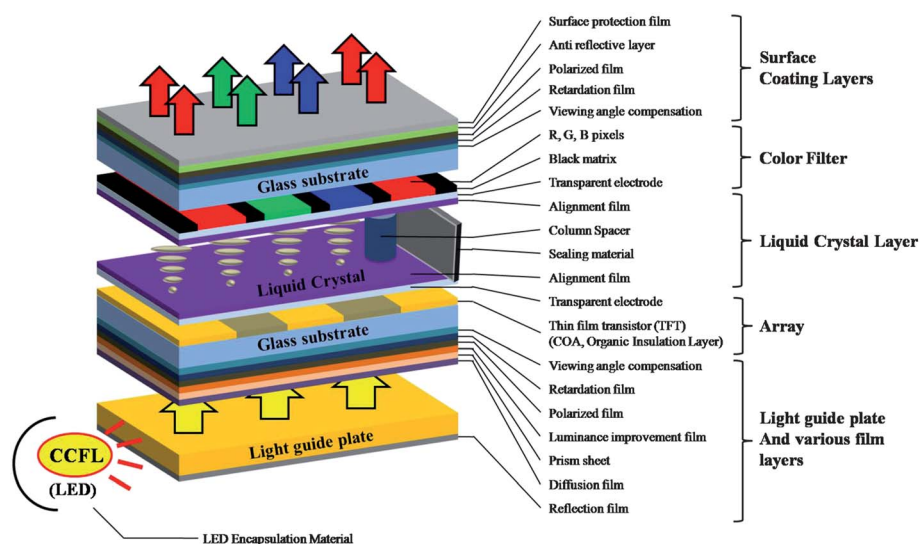 Surface protection film
Anti reflective layer
Polarized film
Retardation film
Viewing angle compensation
Surface
Coating Layers
R, G, B pixels
Black matrix
Transparent electrode
Color Filter
Alignment film
Column Spacer
Sealing material
Alignment film
Liquid Crystal Layer
Transparent electrode
Thin film transistor (TFT)
(COA, Organic Insulation Layer)
Array
Viewing angle compensation
Retardation film
Polarized film
Luminance improvement film
Prism sheet
Diffusion film
Reflection film
Light guide plate
And various film
layers
Glass substrate
Liquid Crystal
Glass substrate
Light guide plate
CCFL
(LED)
LED Encapsulation Material